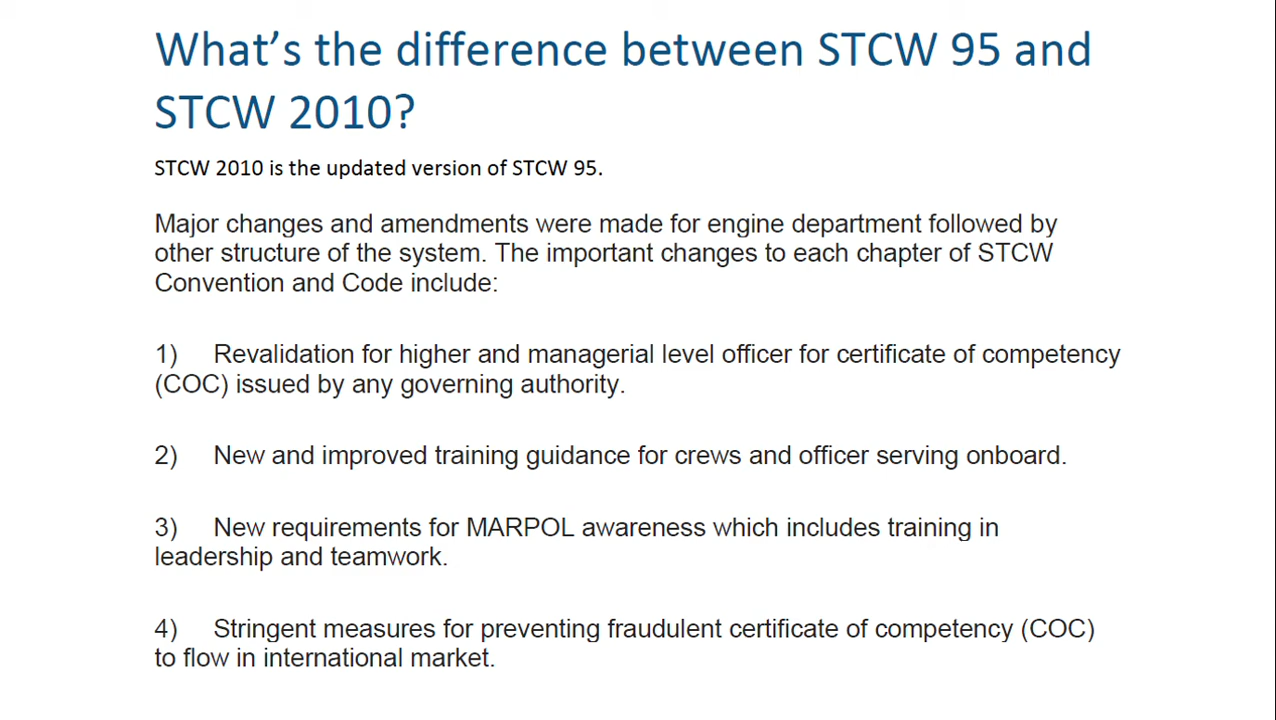 What’s the difference between STCW 95 and
STCW 2010?
STCW 2010 is the updated version of STCW 95.
Major changes and amendments were made for engine department followed by
other structure of the system. The important changes to each chapter of STCW
Convention and Code include:
1) Revalidation for higher and managerial level officer for certificate of competency
(COC) issued by any governing authority.
2) New and improved training guidance for crews and officer serving onboard.
3) New requirements for MARPOL awareness which includes training in
leadership and teamwork.
4) Stringent measures for preventing fraudulent certificate of competency (COC)
to flow in international market.